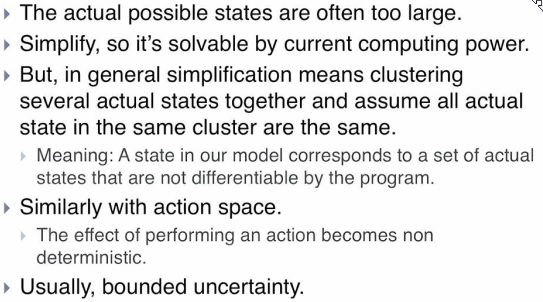 The actual possible states are often too large.
Simplify, so it's solvable by current computing power.
But, in general simplification means clustering
several actual states together and assume all actual
state in the same cluster are the same.
Meaning: A state in our model corresponds to a set of actual
states that are not differentiable by the program.
Similarly with action space.
The effect of performing an action becomes non
deterministic.
Usually, bounded uncertainty.